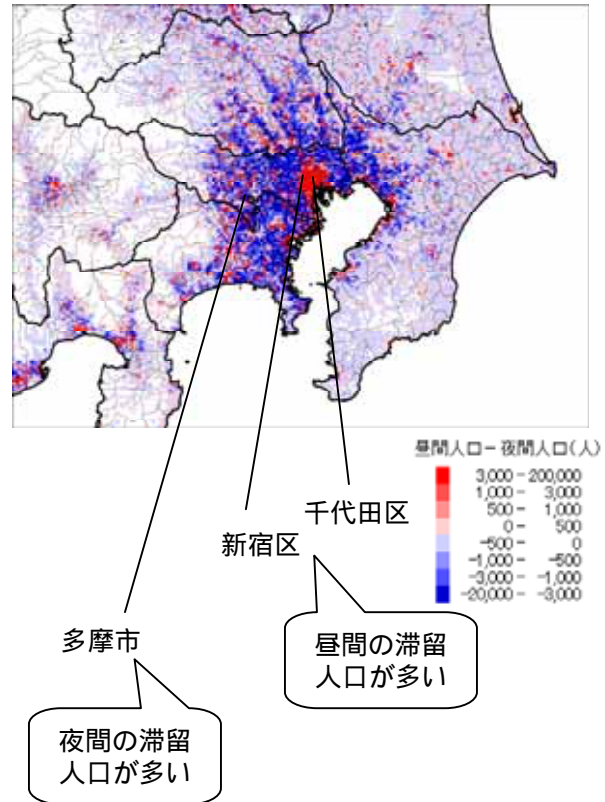 昼間人口－夜間人口(人)
3,000 - 200,000
1,000 - 3,000
500 - 1,000
0 - 500
-500 - 0
-1,000 - -500
-3,000 - -1,000
-20,000 - -3,000
千代田区
新宿区
多摩市
昼間の滞留
人口が多い
夜間の滞留
人口が多い